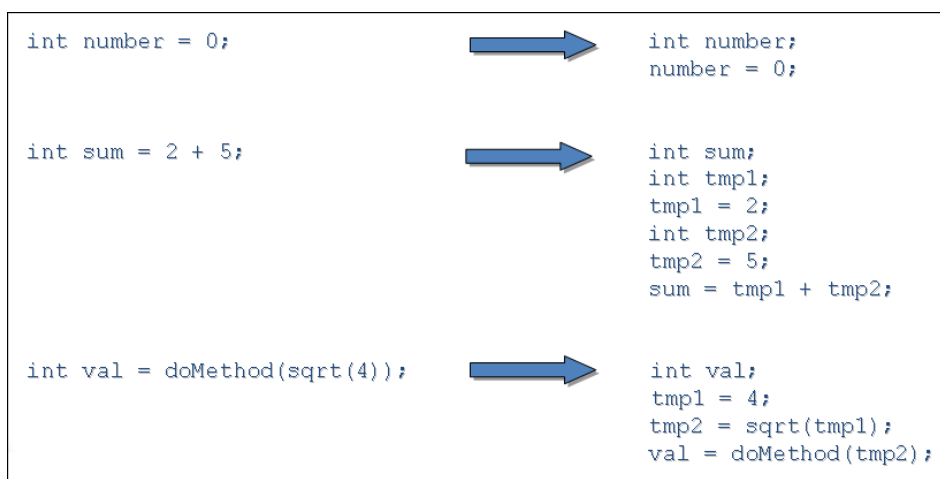 int number = 0;
int number;
number = 0;
int sum = 2 + 5;
int sum;
int tmp1;
tmp1 = 2;
int tmp2;
tmp2 = 5;
sum = tmp1 + tmp2;
int val = doMethod(sqrt(4));
int val;
tmp1 = 4;
tmp2 = sqrt(tmp1);
val = doMethod(tmp2);